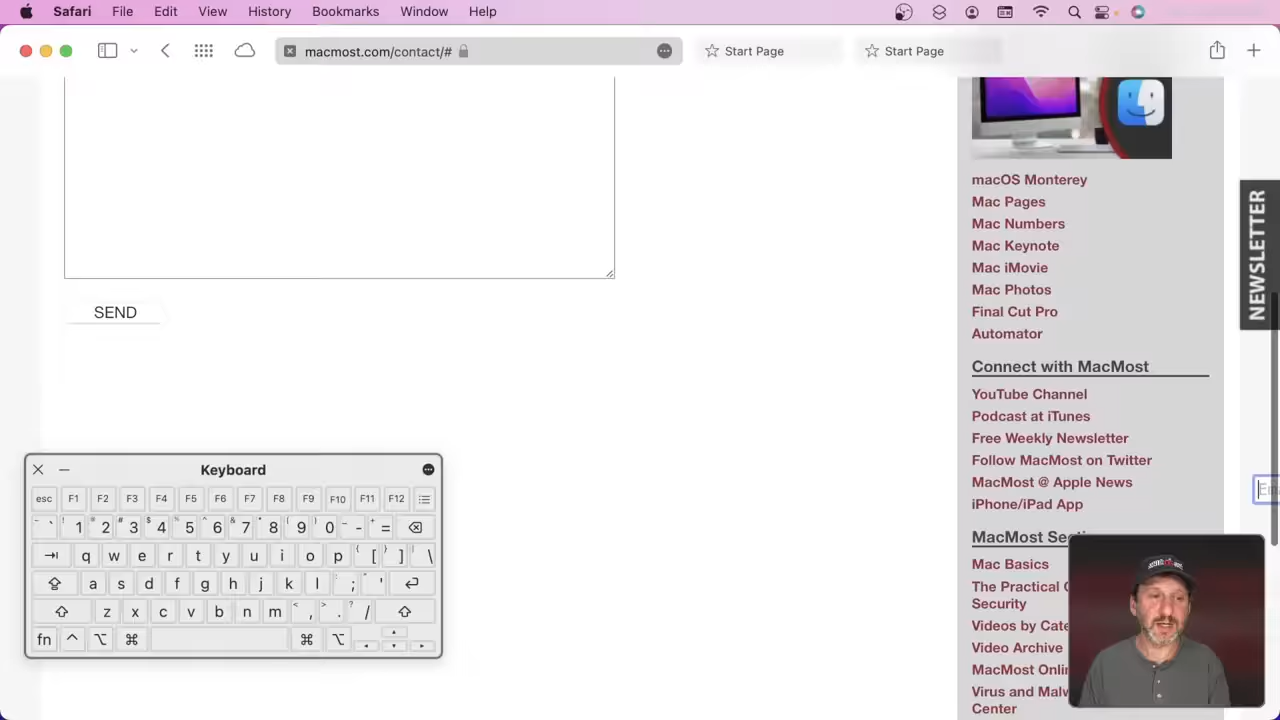 Safari File Edit View History Bookmarks Window Help
macmost.com/contact/# Start Page Start Page
macOS Monterey
Mac Pages
Mac Numbers
Mac Keynote
Mac iMovie
Mac Photos
Final Cut Pro
Automator
NEWSLETTER
SEND
Connect with MacMost
YouTube Channel
Podcast at iTunes
Free Weekly Newsletter
Follow MacMost on Twitter
MacMost @ Apple News
iPhone/iPad App
MacMost Se
Mac Basics
The Practical
Security
Videos by Cate
Video Archive
MacMost Onli
Virus and Malw
Center
Keyboard
esc F1 F2 F3 F4 F5 F6 F7 F8 F9 F10 F11 F12
~ ` ! 1 @ 2 # 3 $ 4 % 5 ^ 6 & 7 * 8 ( 9 ) 0 _ - + =
q w e r t y u i o p { [ } ] | \
a s d f g h j k l : ; " '
z x c v b n m < , > . ? /
fn ^ ⌥ ⌘ ⌘ ⌥